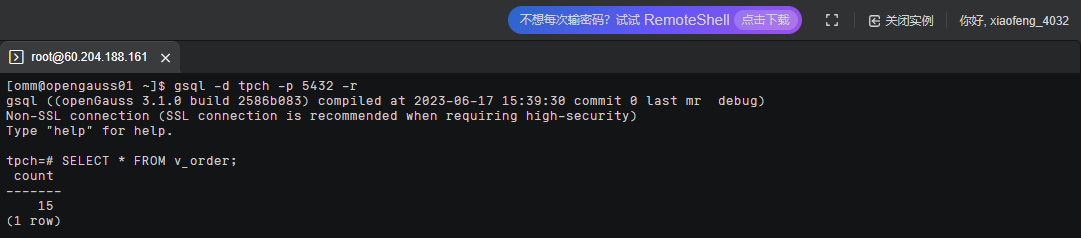 不想每次输密码? 试试 RemoteShell 点击下载 关闭实例 你好, xiaofeng_4032
root@60.204.188.161
[omm@opengauss01 ~]$ gsql -d tpch -p 5432 -r
gsql ((openGauss 3.1.0 build 2586b083) compiled at 2023-06-17 15:39:30 commit 0 last mr  debug)
Non-SSL connection (SSL connection is recommended when requiring high-security)
Type "help" for help.
tpch=# SELECT * FROM v_order;
 count
-------
    15
(1 row)